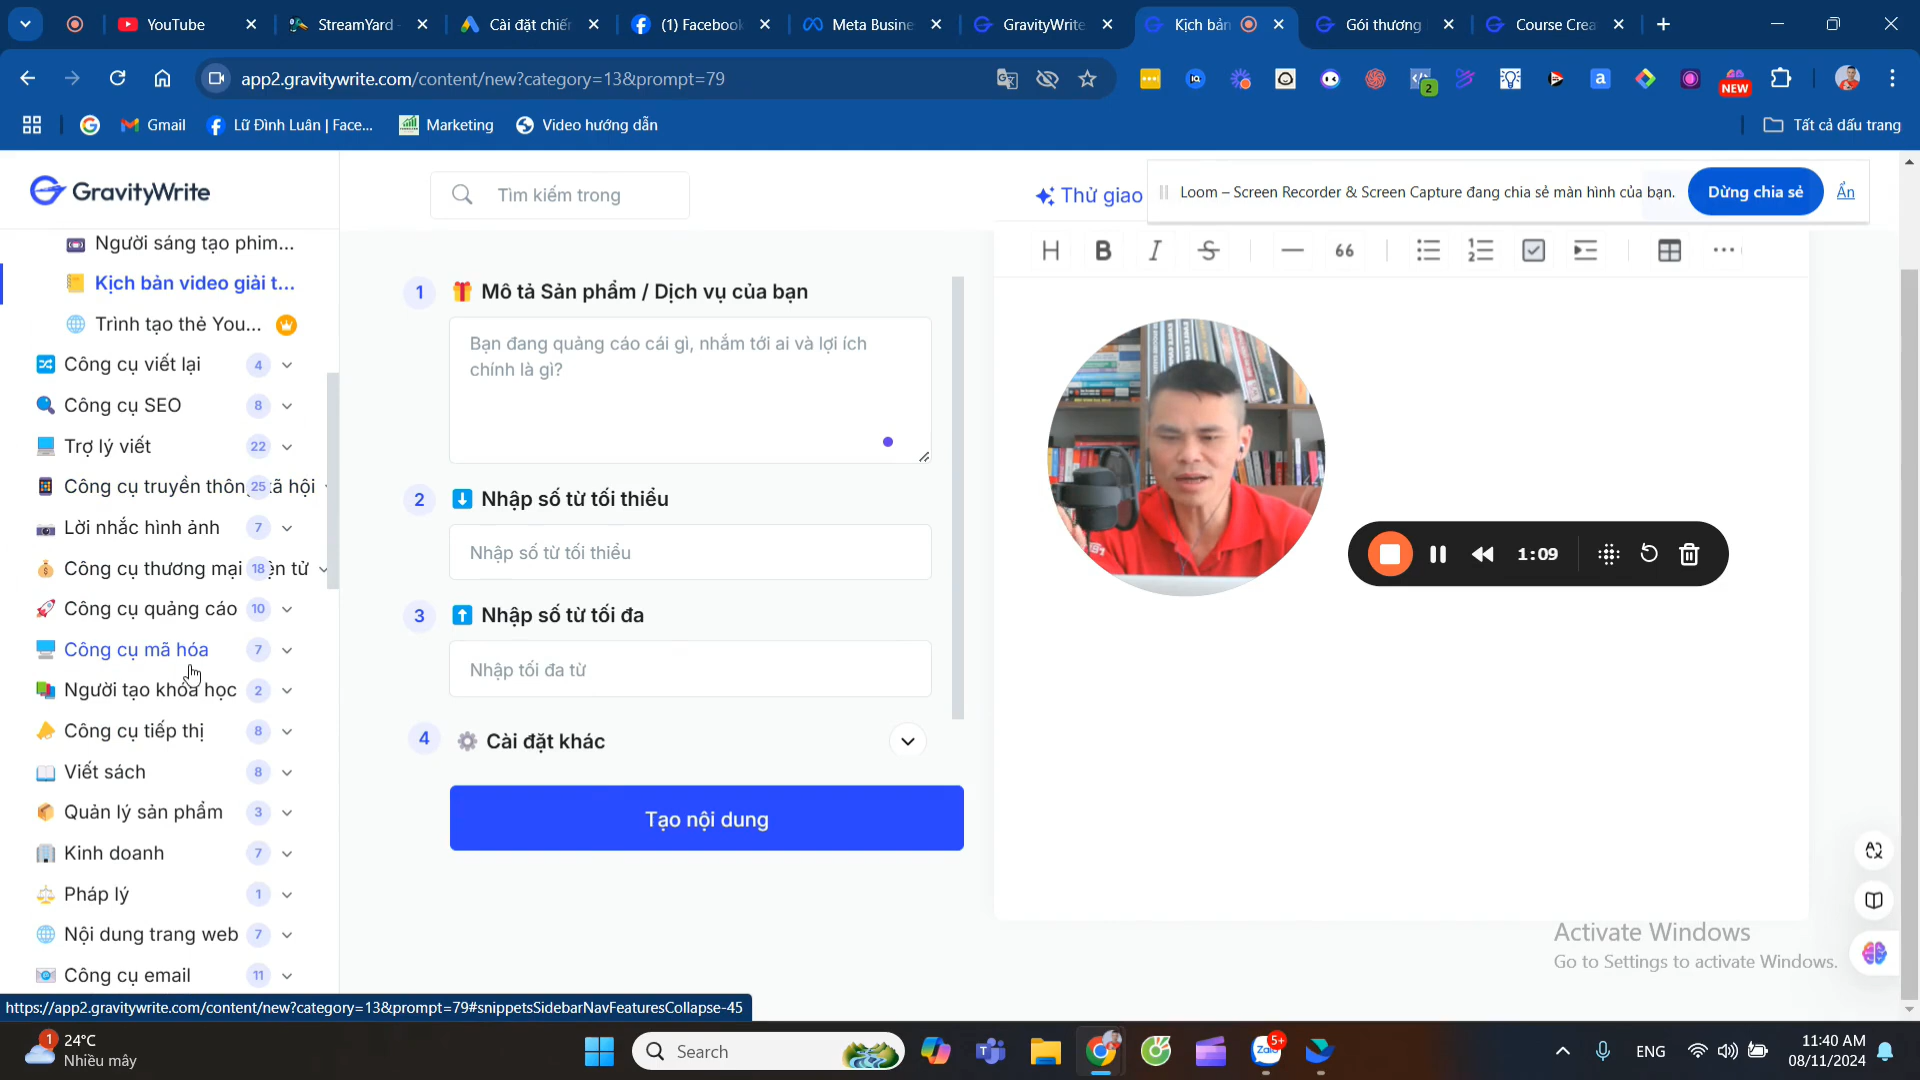 YouTube
StreamYard
Cài đặt chiến
(1) Facebook
Meta Busine
GravityWrite
Kịch bản
Gói thương
Course Crea
app2.gravitywrite.com/content/new?category=13&prompt=79
2
NEW
Gmail
Lữ Đình Luân | Face...
Marketing
Video hướng dẫn
Tất cả dấu trang
GravityWrite
Tìm kiếm trong
Thử giao
Loom – Screen Recorder & Screen Capture đang chia sẻ màn hình của bạn.
Dừng chia sẻ
Ẩn
Người sáng tạo phim...
Kịch bản video giải t...
Trình tạo thẻ You...
Công cụ viết lại 4
Công cụ SEO 8
Trợ lý viết 22
Công cụ truyền thông xã hội 25
Lời nhắc hình ảnh 7
Công cụ thương mại điện tử 18
Công cụ quảng cáo 10
Công cụ mã hóa 7
Người tạo khóa học 2
Công cụ tiếp thị 8
Viết sách 8
Quản lý sản phẩm 3
Kinh doanh 7
Pháp lý 1
Nội dung trang web 7
Công cụ email 11
1 Mô tả Sản phẩm / Dịch vụ của bạn
Bạn đang quảng cáo cái gì, nhắm tới ai và lợi ích
chính là gì?
2 Nhập số từ tối thiểu
Nhập số từ tối thiểu
3 Nhập số từ tối đa
Nhập tối đa từ
4 Cài đặt khác
Tạo nội dung
H B I S 66
1:09
Activate Windows
Go to Settings to activate Windows.
https://app2.gravitywrite.com/content/new?category=13&prompt=79#snippetsSidebarNavFeaturesCollapse-45
1
24°C
Nhiều mây
Search
Zalo
5+
ENG
11:40 AM
08/11/2024